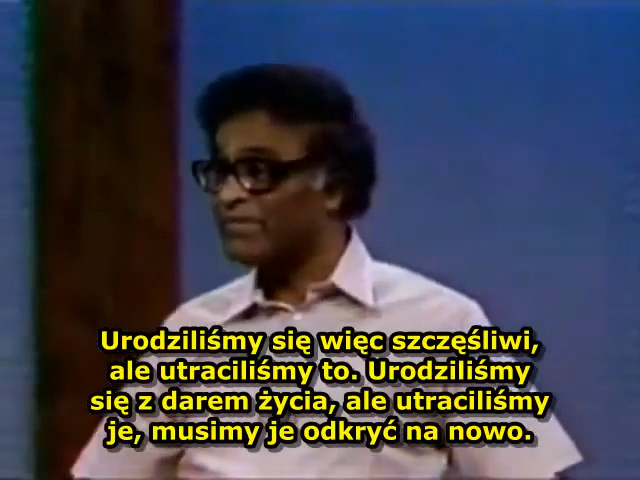 Urodziliśmy się więc szczęśliwi,
ale utraciliśmy to. Urodziliśmy
się z darem życia, ale utraciliśmy
je, musimy je odkryć na nowo.